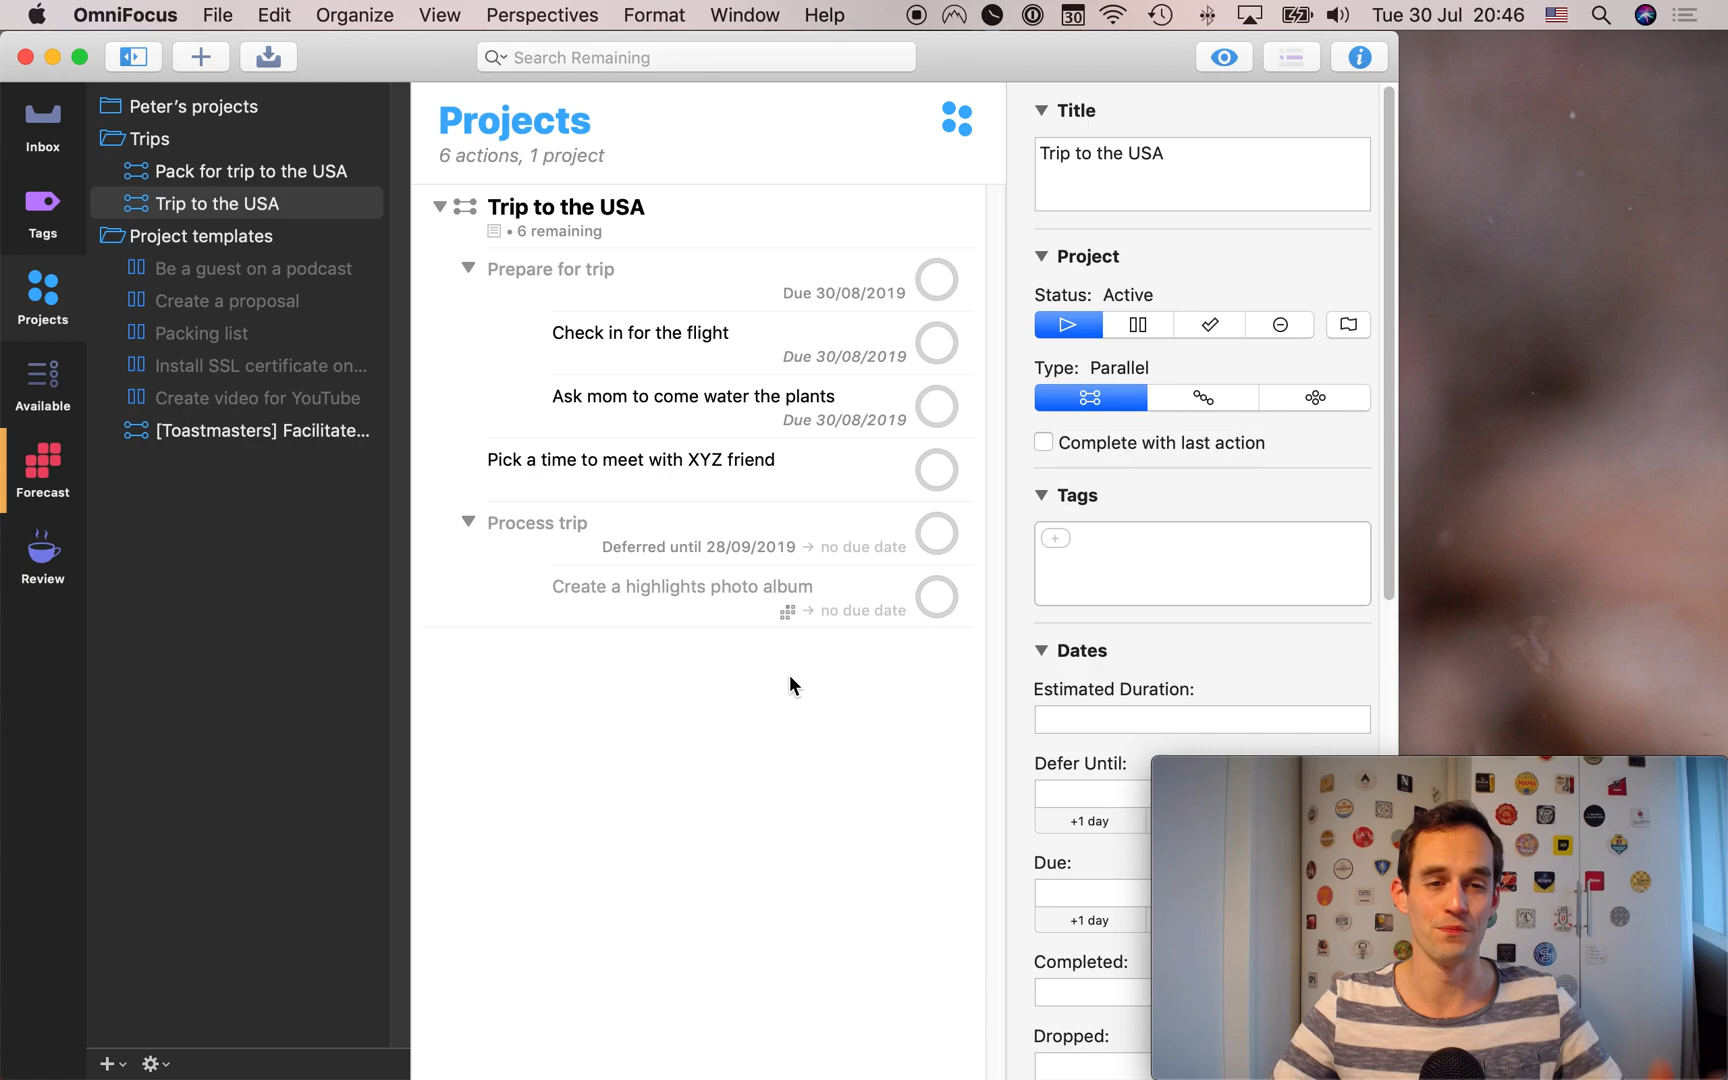 OmniFocus File Edit Organize View Perspectives Format Window Help 30 Tue 30 Jul 20:46
Search Remaining
Inbox
Tags
Projects
Available
Forecast
Review
Peter's projects
Trips
Pack for trip to the USA
Trip to the USA
Project templates
Be a guest on a podcast
Create a proposal
Packing list
Install SSL certificate on...
Create video for YouTube
[Toastmasters] Facilitate...
Projects
6 actions, 1 project
Trip to the USA
• 6 remaining
Prepare for trip
Due 30/08/2019
Check in for the flight
Due 30/08/2019
Ask mom to come water the plants
Due 30/08/2019
Pick a time to meet with XYZ friend
Process trip
Deferred until 28/09/2019 → no due date
Create a highlights photo album
→ no due date
Title
Trip to the USA
Project
Status: Active
Type: Parallel
Complete with last action
Tags
Dates
Estimated Duration:
Defer Until:
+1 day
Due:
+1 day
Completed:
Dropped: